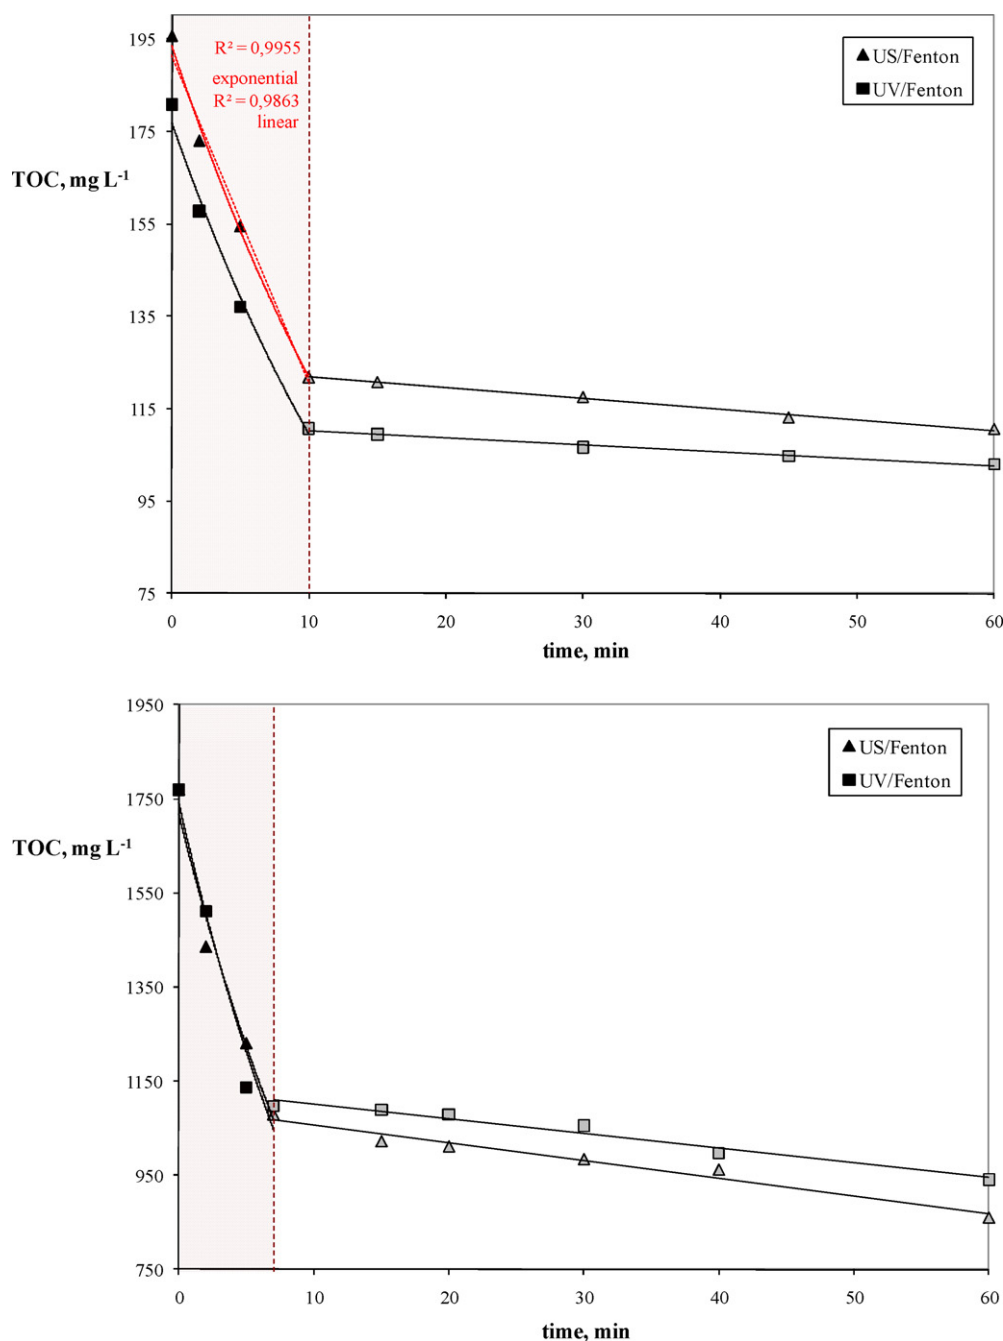 195
175
155
135
115
95
75
TOC, mg L⁻¹
R² = 0,9955
exponential
R² = 0,9863
linear
US/Fenton
UV/Fenton
0 10 20 30 40 50 60
time, min
1950
1750
1550
1350
1150
950
750
TOC, mg L⁻¹
US/Fenton
UV/Fenton
0 10 20 30 40 50 60
time, min